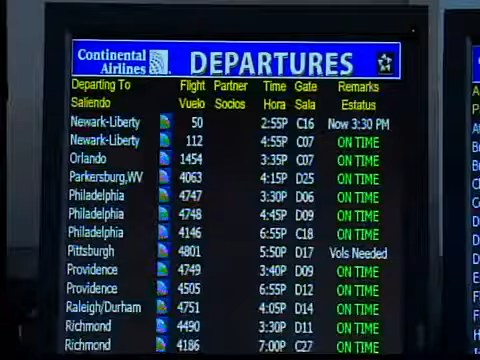 Continental Airlines DEPARTURES
Departing To Flight Partner Time Gate Remarks
Saliendo Vuelo Socios Hora Sala Estatus
Newark-Liberty 50 2:55P C16 Now 3:30 PM
Newark-Liberty 112 4:55P C07 ON TIME
Orlando 1454 3:35P C07 ON TIME
Parkersburg,WV 4063 4:15P D25 ON TIME
Philadelphia 4747 3:30P D06 ON TIME
Philadelphia 4748 4:45P D09 ON TIME
Philadelphia 4146 6:55P C18 ON TIME
Pittsburgh 4801 5:50P D17 Vols Needed
Providence 4749 3:40P D09 ON TIME
Providence 4505 6:55P D12 ON TIME
Raleigh/Durham 4751 4:05P D14 ON TIME
Richmond 4490 3:30P D11 ON TIME
Richmond 4186 7:00P C27 ON TIME